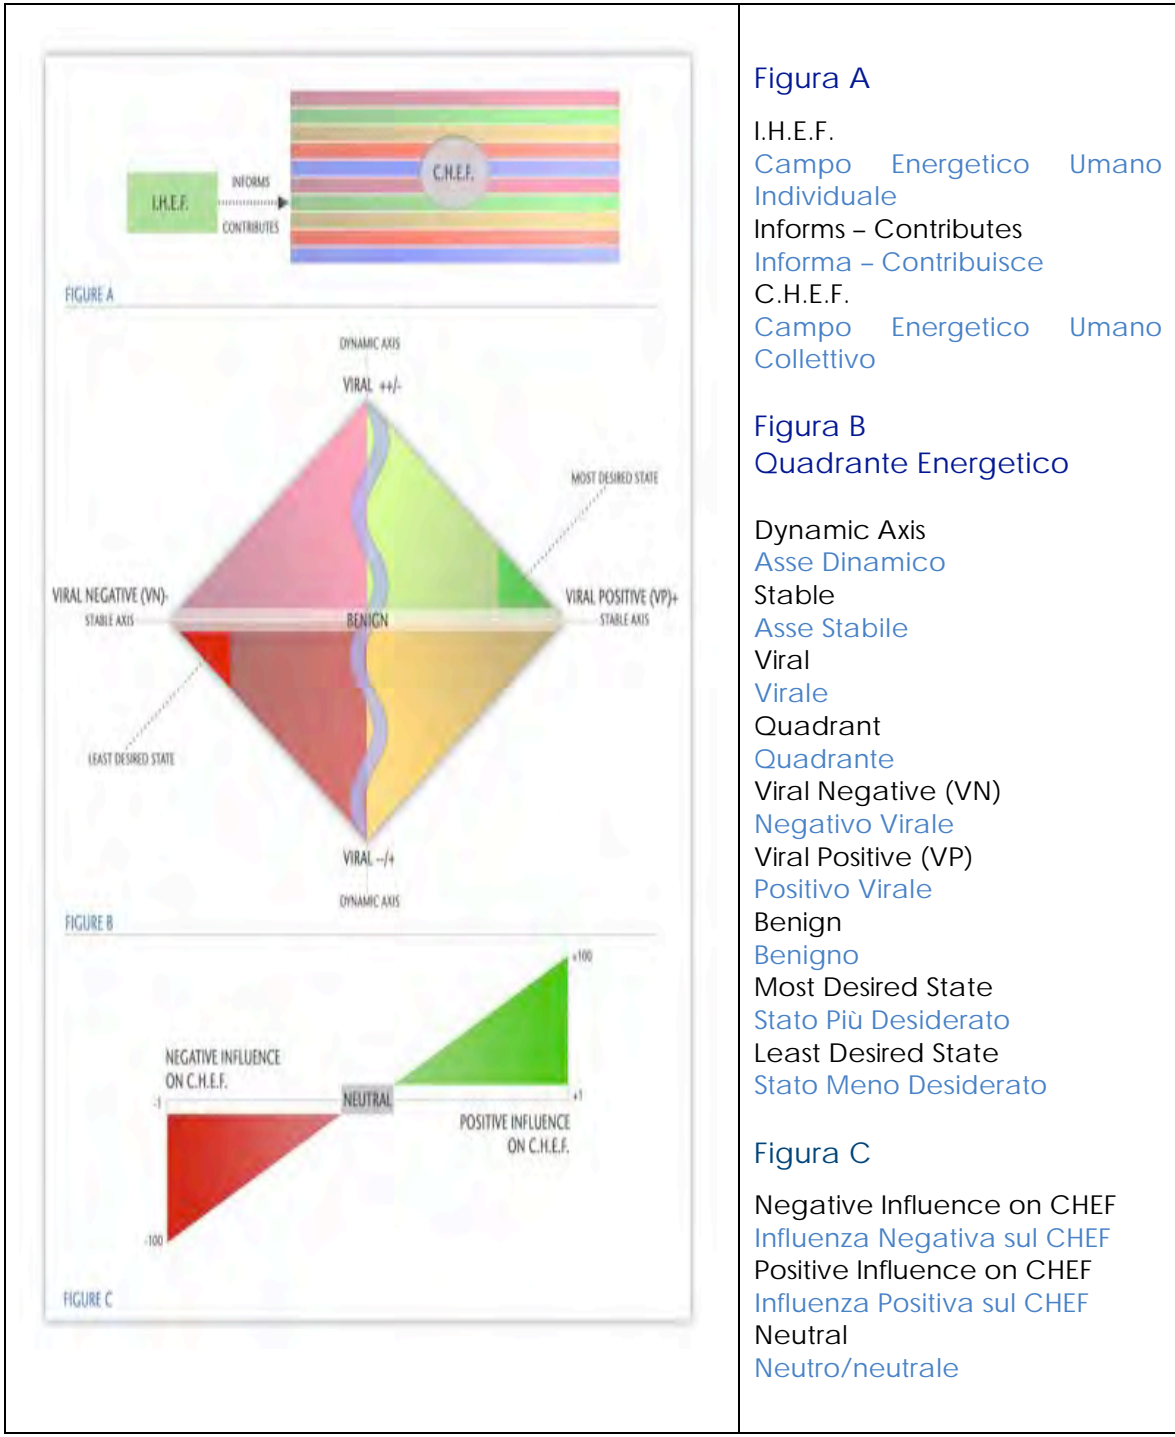 I.H.E.F.
INFORMS
CONTRIBUTES
C.H.E.F.
FIGURE A
DYNAMIC AXIS
VIRAL ++/-
MOST DESIRED STATE
VIRAL NEGATIVE (VN)-
STABLE AXIS
BENIGN
VIRAL POSITIVE (VP)+
STABLE AXIS
LEAST DESIRED STATE
VIRAL --/+
DYNAMIC AXIS
FIGURE B
+100
NEGATIVE INFLUENCE
ON C.H.E.F.
-1
NEUTRAL
+1
POSITIVE INFLUENCE
ON C.H.E.F.
-100
FIGURE C
Figura A
I.H.E.F.
Campo Energetico Umano
Individuale
Informs – Contributes
Informa – Contribuisce
C.H.E.F.
Campo Energetico Umano
Collettivo
Figura B
Quadrante Energetico
Dynamic Axis
Asse Dinamico
Stable
Asse Stabile
Viral
Virale
Quadrant
Quadrante
Viral Negative (VN)
Negativo Virale
Viral Positive (VP)
Positivo Virale
Benign
Benigno
Most Desired State
Stato Più Desiderato
Least Desired State
Stato Meno Desiderato
Figura C
Negative Influence on CHEF
Influenza Negativa sul CHEF
Positive Influence on CHEF
Influenza Positiva sul CHEF
Neutral
Neutro/neutrale